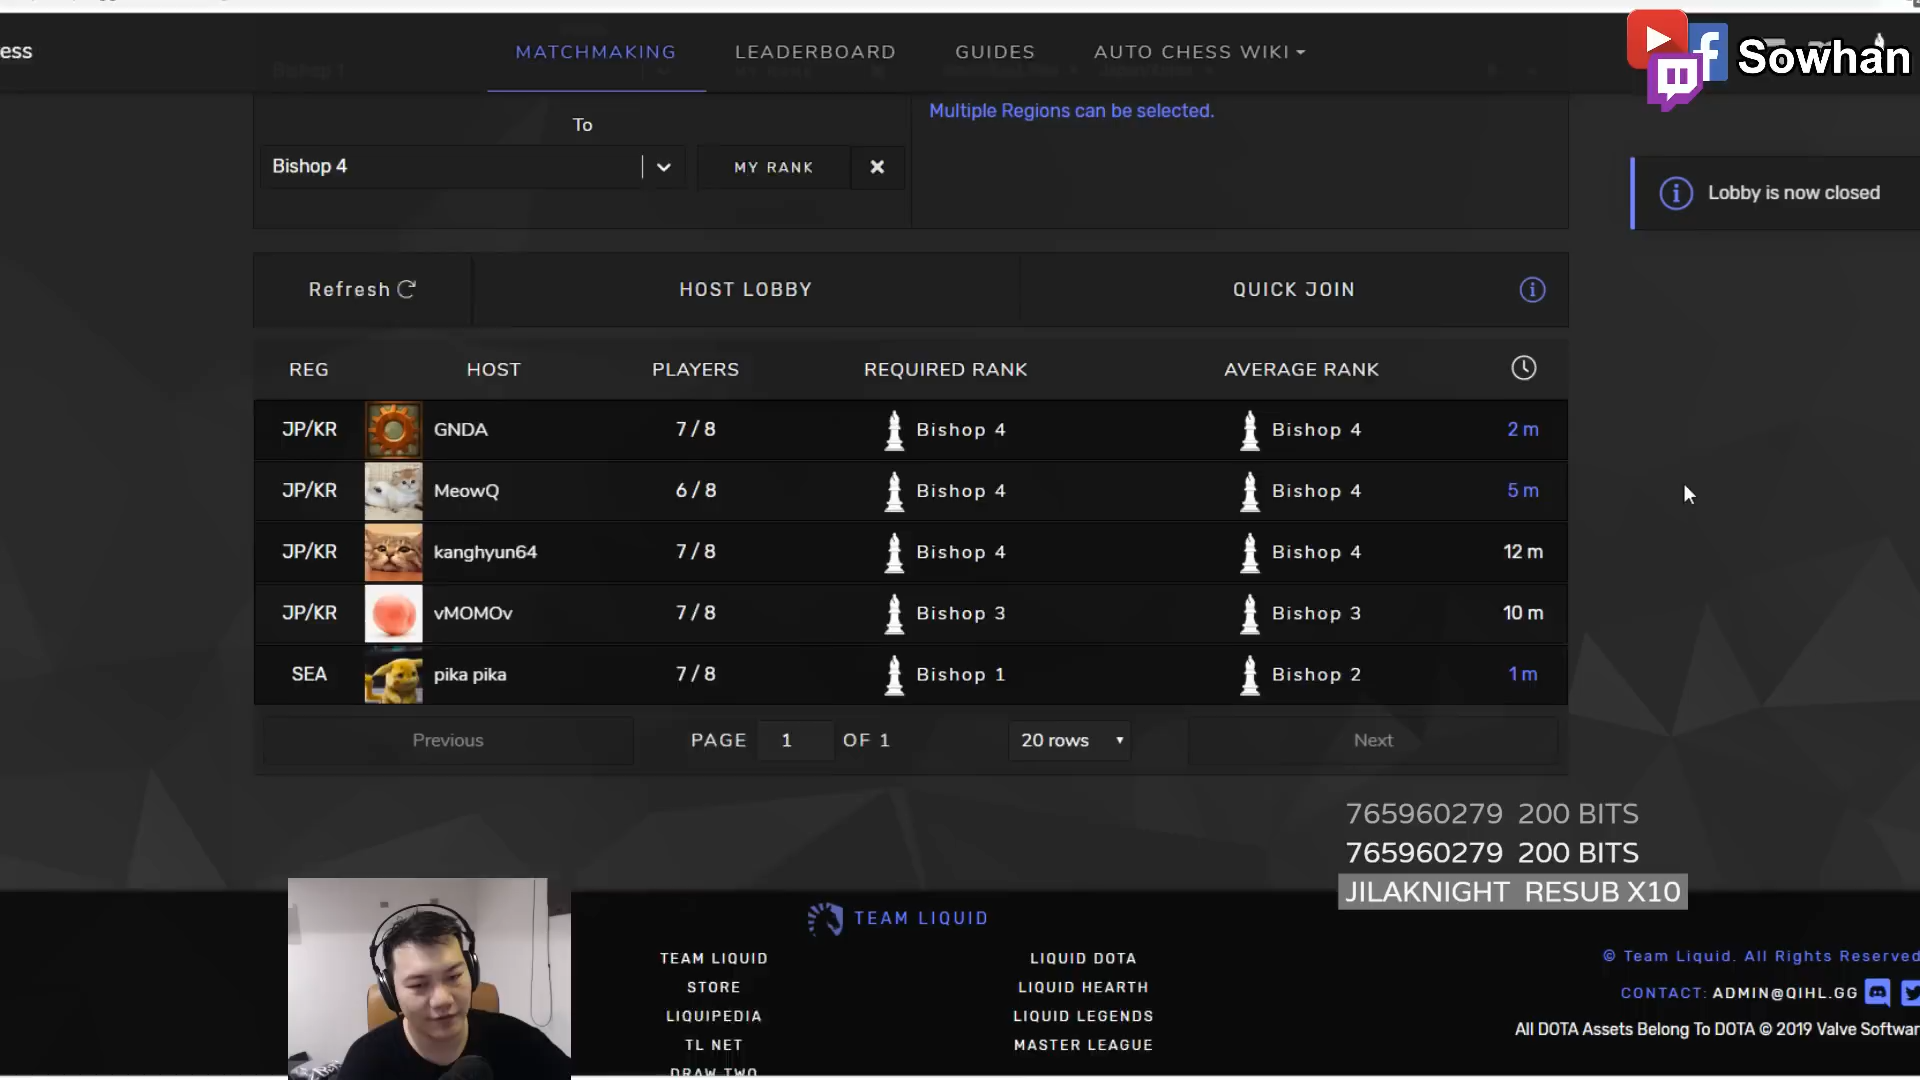 ess
MATCHMAKING
LEADERBOARD
GUIDES
AUTO CHESS WIKI
Sowhan
Multiple Regions can be selected.
To
Bishop 4
MY RANK
Lobby is now closed
Refresh
HOST LOBBY
QUICK JOIN
REG HOST PLAYERS REQUIRED RANK AVERAGE RANK
JP/KR GNDA 7 / 8 Bishop 4 Bishop 4 2 m
JP/KR MeowQ 6 / 8 Bishop 4 Bishop 4 5 m
JP/KR kanghyun64 7 / 8 Bishop 4 Bishop 4 12 m
JP/KR vMOMOv 7 / 8 Bishop 3 Bishop 3 10 m
SEA pika pika 7 / 8 Bishop 1 Bishop 2 1 m
Previous PAGE 1 OF 1 20 rows Next
765960279 200 BITS
765960279 200 BITS
JILAKNIGHT RESUB X10
TEAM LIQUID
TEAM LIQUID
STORE
LIQUIPEDIA
TL NET
DRAW TWO
LIQUID DOTA
LIQUID HEARTH
LIQUID LEGENDS
MASTER LEAGUE
© Team Liquid. All Rights Reserved
CONTACT: ADMIN@QIHL.GG
All DOTA Assets Belong To DOTA © 2019 Valve Softwar